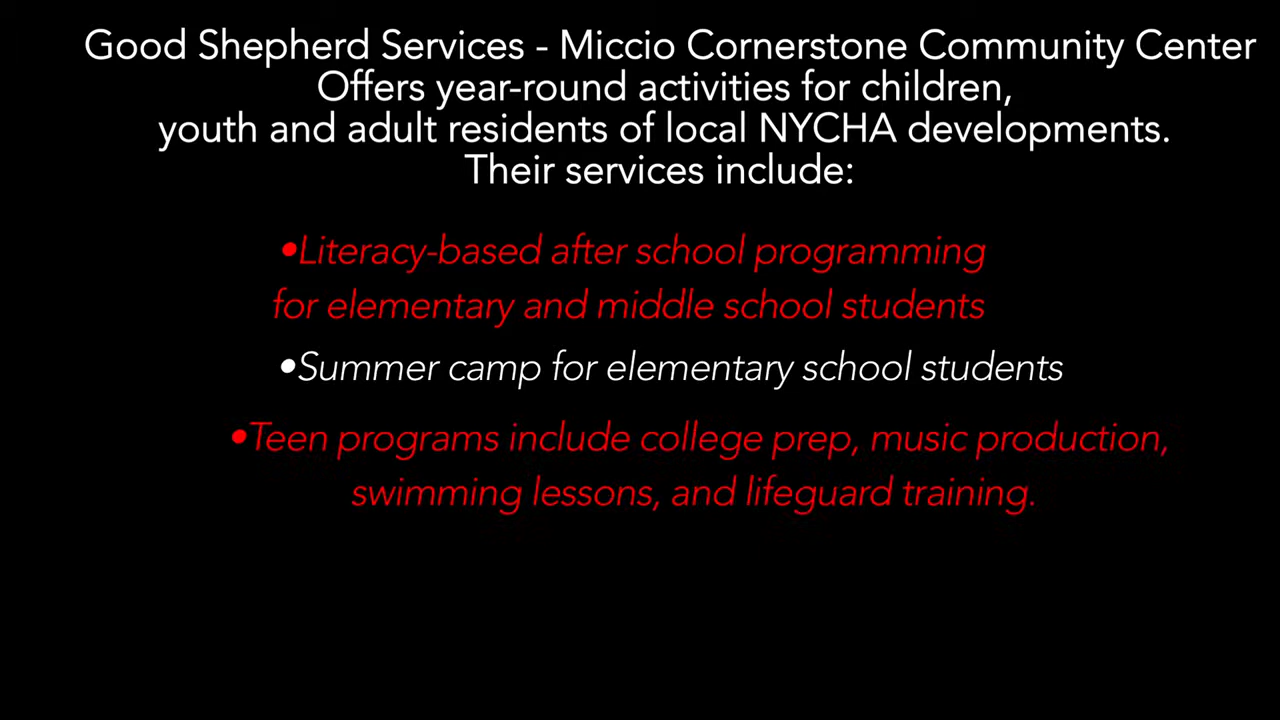 Good Shepherd Services - Miccio Cornerstone Community Center
Offers year-round activities for children,
youth and adult residents of local NYCHA developments.
Their services include:
•Literacy-based after school programming
for elementary and middle school students
•Summer camp for elementary school students
•Teen programs include college prep, music production,
swimming lessons, and lifeguard training.